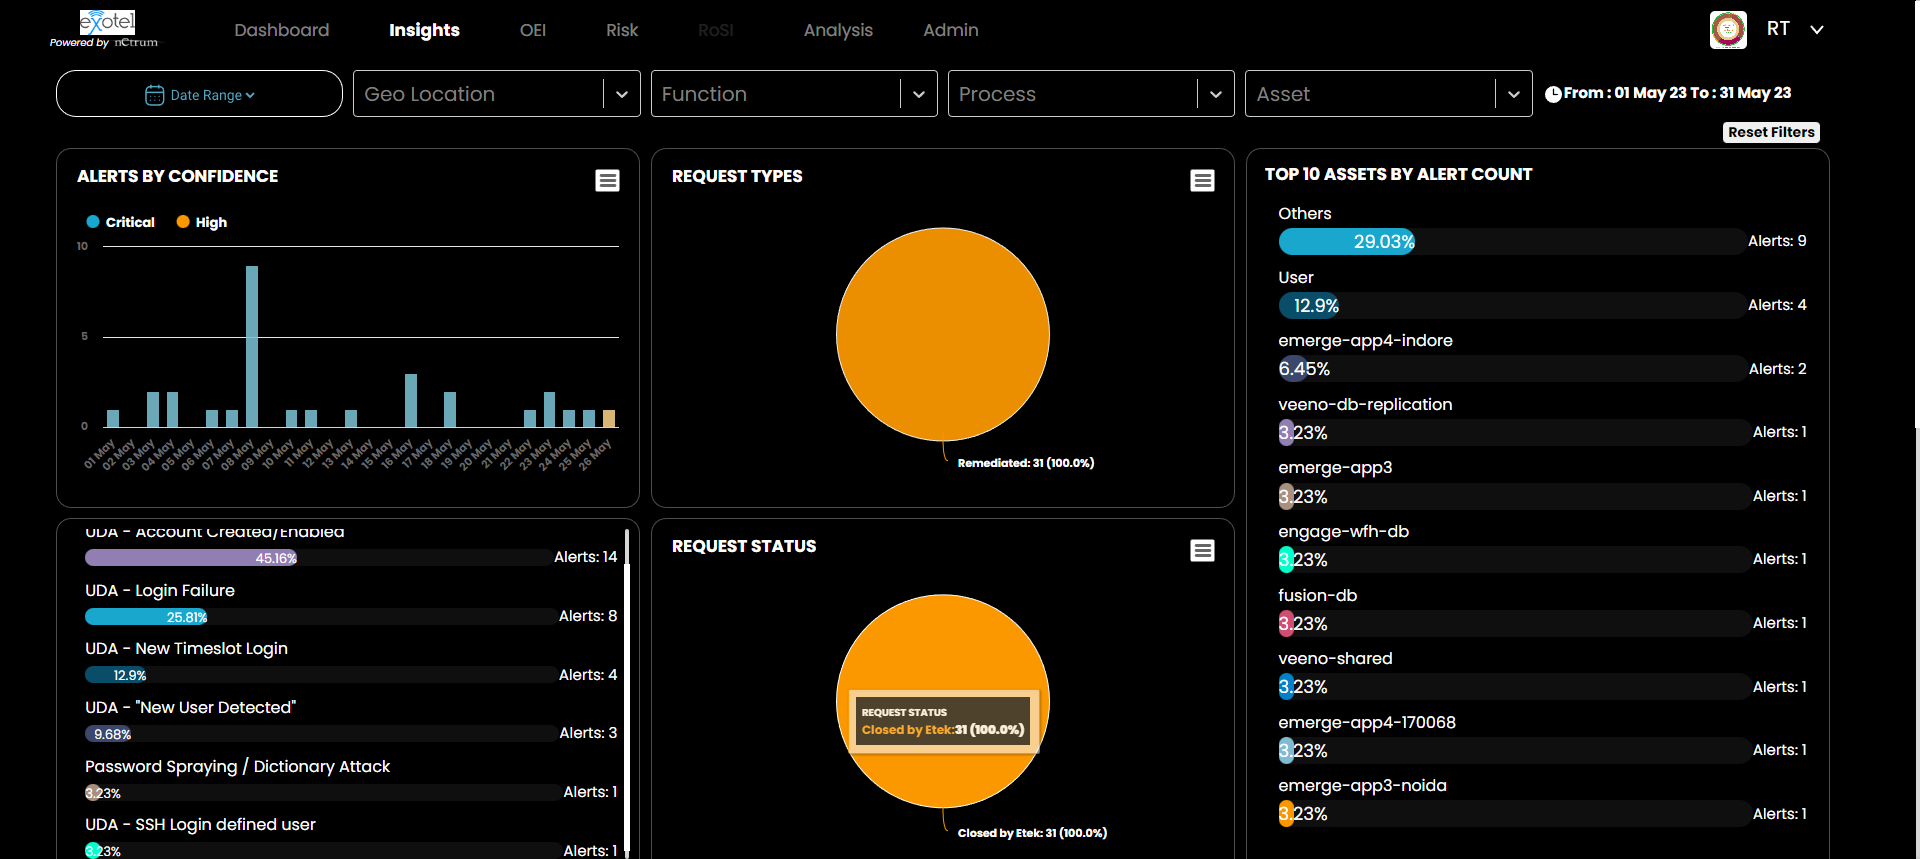 exotel
Powered by nCtrum
Dashboard
Insights
OEI
Risk
RoSI
Analysis
Admin
RT
Date Range
Geo Location
Function
Process
Asset
From : 01 May 23 To : 31 May 23
Reset Filters
ALERTS BY CONFIDENCE
Critical
High
10
5
0
01 May
02 May
03 May
04 May
05 May
06 May
07 May
08 May
09 May
10 May
11 May
12 May
13 May
14 May
15 May
16 May
17 May
18 May
19 May
20 May
21 May
22 May
23 May
24 May
25 May
26 May
REQUEST TYPES
Remediated: 31 (100.0%)
TOP 10 ASSETS BY ALERT COUNT
Others
29.03% Alerts: 9
User
12.9% Alerts: 4
emerge-app4-indore
6.45% Alerts: 2
veeno-db-replication
3.23% Alerts: 1
emerge-app3
3.23% Alerts: 1
engage-wfh-db
3.23% Alerts: 1
fusion-db
3.23% Alerts: 1
veeno-shared
3.23% Alerts: 1
emerge-app4-170068
3.23% Alerts: 1
emerge-app3-noida
3.23% Alerts: 1
UDA - Account Created/Enabled
45.16% Alerts: 14
UDA - Login Failure
25.81% Alerts: 8
UDA - New Timeslot Login
12.9% Alerts: 4
UDA - "New User Detected"
9.68% Alerts: 3
Password Spraying / Dictionary Attack
3.23% Alerts: 1
UDA - SSH Login defined user
3.23% Alerts: 1
REQUEST STATUS
REQUEST STATUS
Closed by Etek:31 (100.0%)
Closed by Etek: 31 (100.0%)